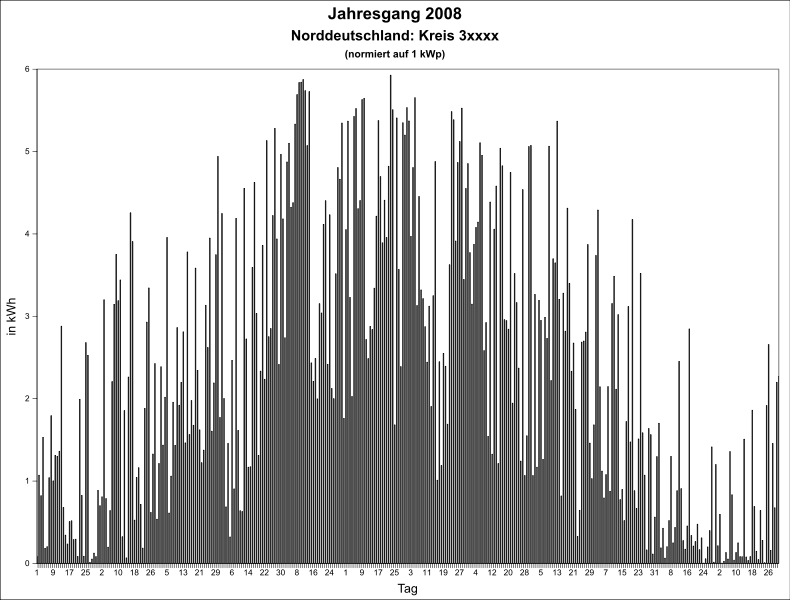 Jahresgang 2008
Norddeutschland: Kreis 3xxxx
(normiert auf 1 kWp)
6
5
4
3
2
1
0
in kWh
1 9 17 25 2 10 18 26 5 13 21 29 6 14 22 30 8 16 24 1 9 17 25 3 11 19 27 4 12 20 28 5 13 21 29 7 15 23 31 8 16 24 2 10 18 26
Tag